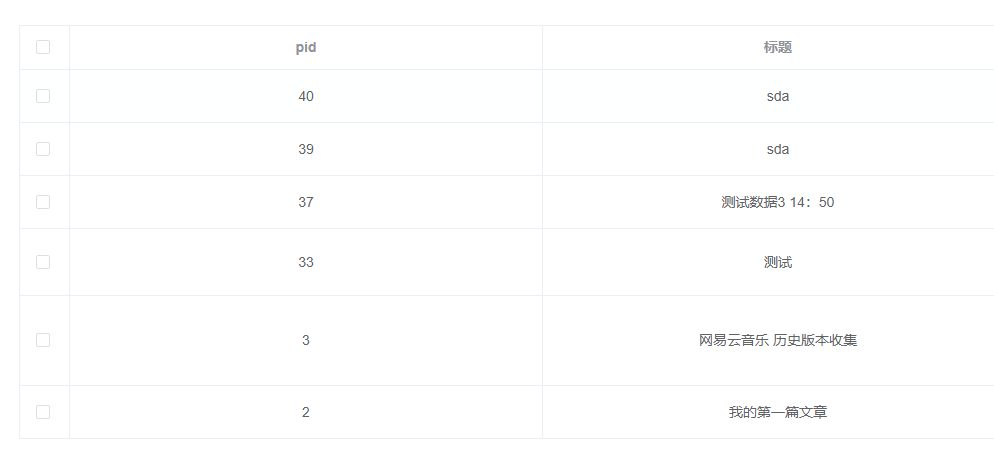 pid 标题
40 sda
39 sda
37 测试数据3 14：50
33 测试
3 网易云音乐 历史版本收集
2 我的第一篇文章